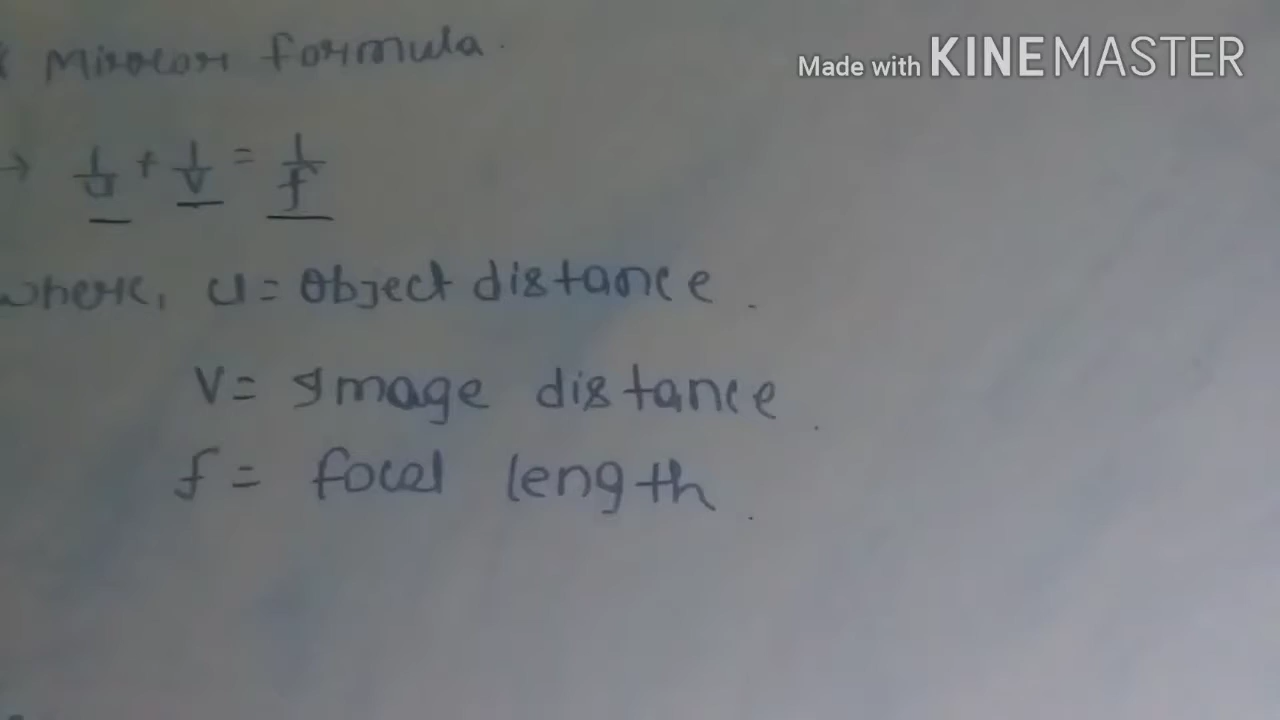 Mirror formula.
Made with KINEMASTER
→ 1/u + 1/v = 1/f
where, u = Object distance.
v = Image distance.
f = focal length.